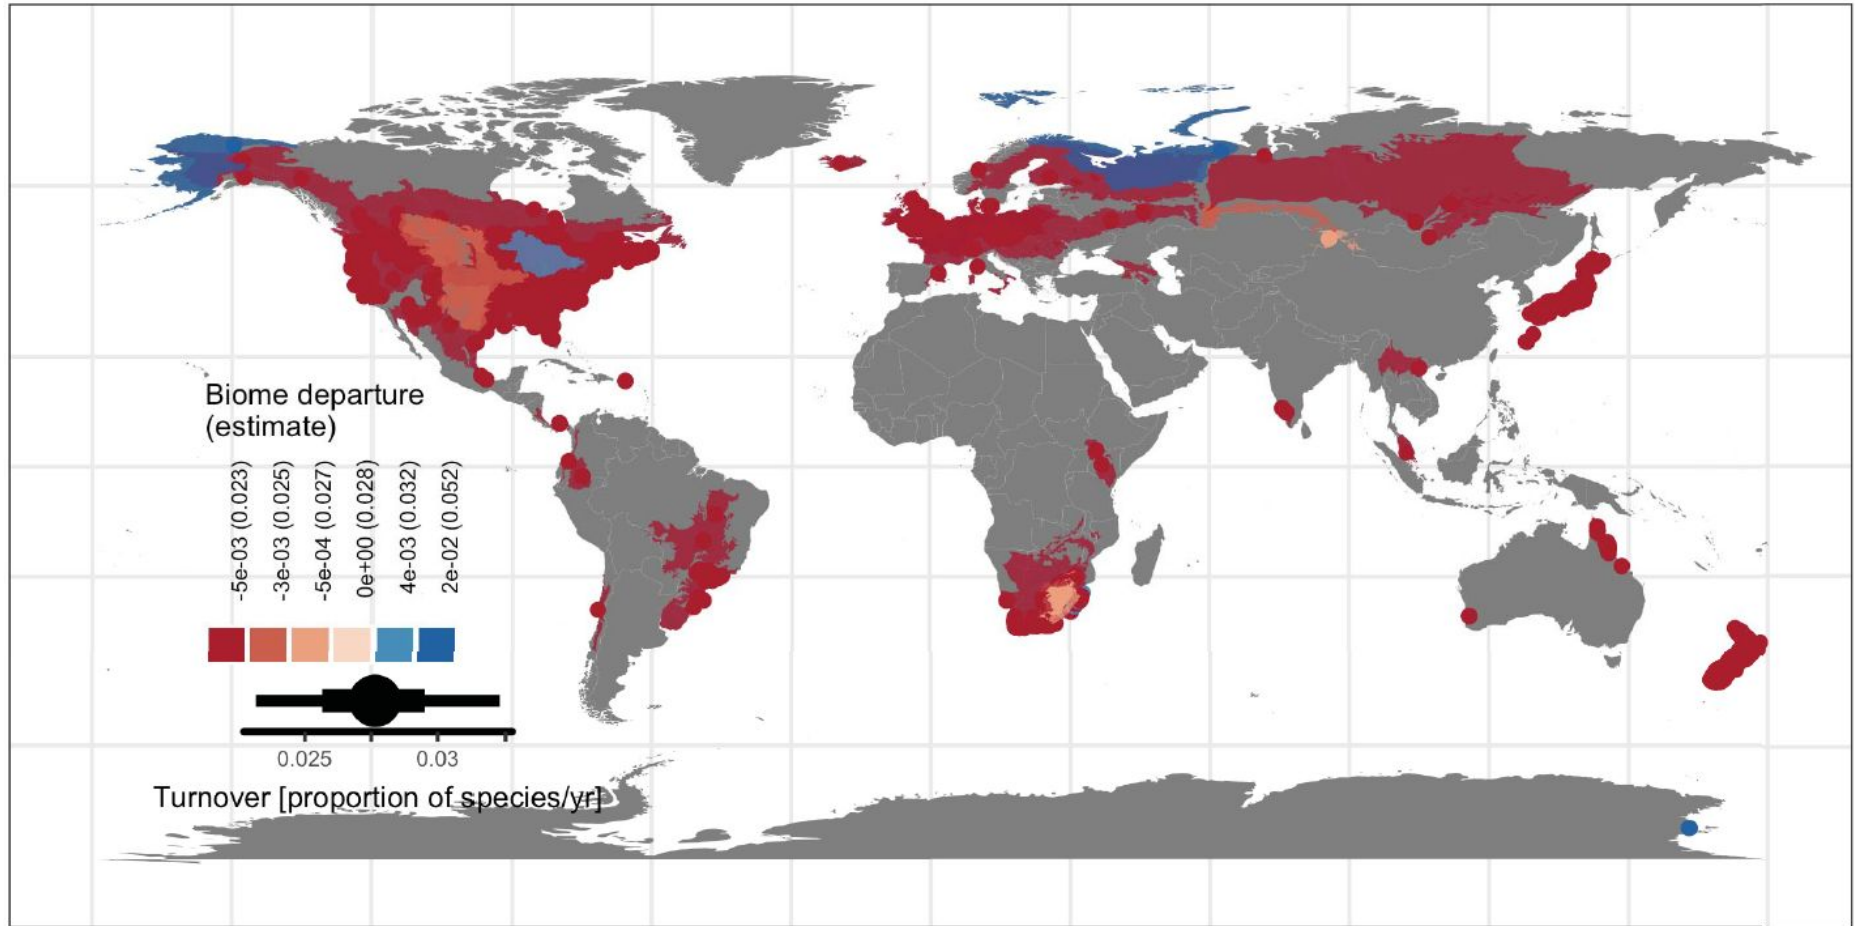 Biome departure
(estimate)
-5e-03 (0.023)
-3e-03 (0.025)
-5e-04 (0.027)
0e+00 (0.028)
4e-03 (0.032)
2e-02 (0.052)
0.025 0.03
Turnover [proportion of species/yr]